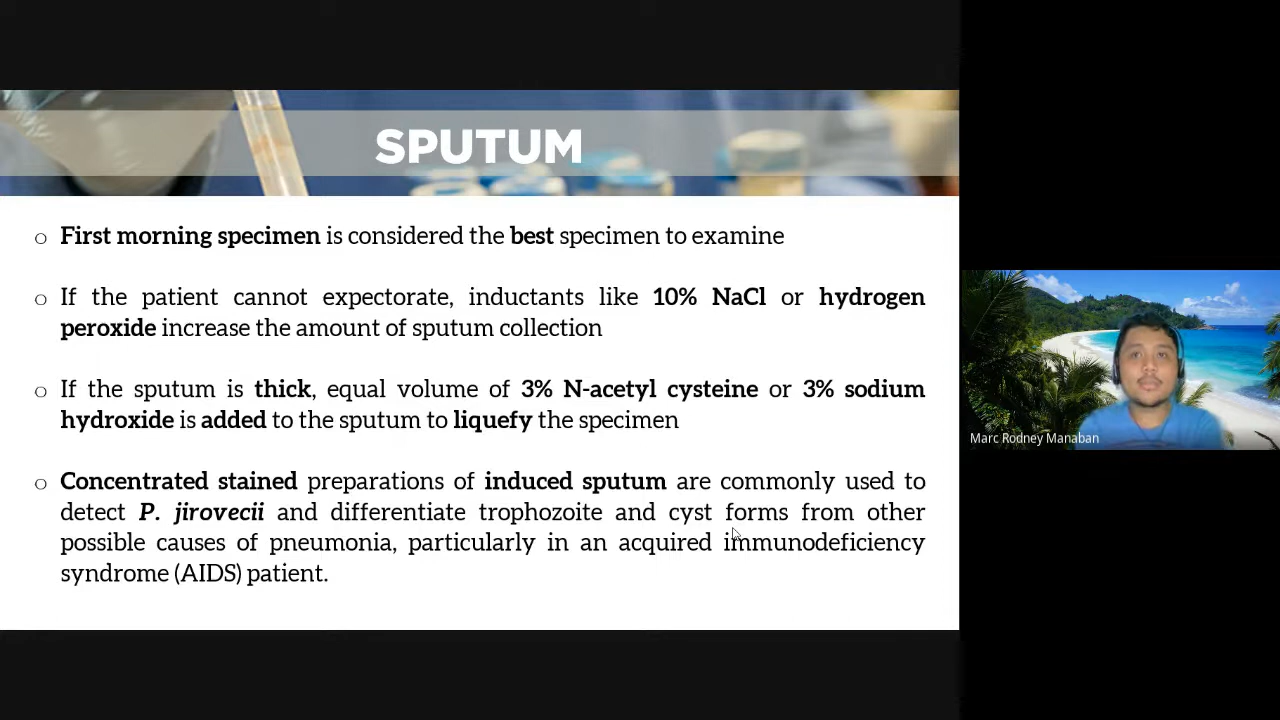 SPUTUM
○ First morning specimen is considered the best specimen to examine
○ If the patient cannot expectorate, inductants like 10% NaCl or hydrogen
peroxide increase the amount of sputum collection
○ If the sputum is thick, equal volume of 3% N-acetyl cysteine or 3% sodium
hydroxide is added to the sputum to liquefy the specimen
○ Concentrated stained preparations of induced sputum are commonly used to
detect P. jirovecii and differentiate trophozoite and cyst forms from other
possible causes of pneumonia, particularly in an acquired immunodeficiency
syndrome (AIDS) patient.
Marc Rodney Manaban